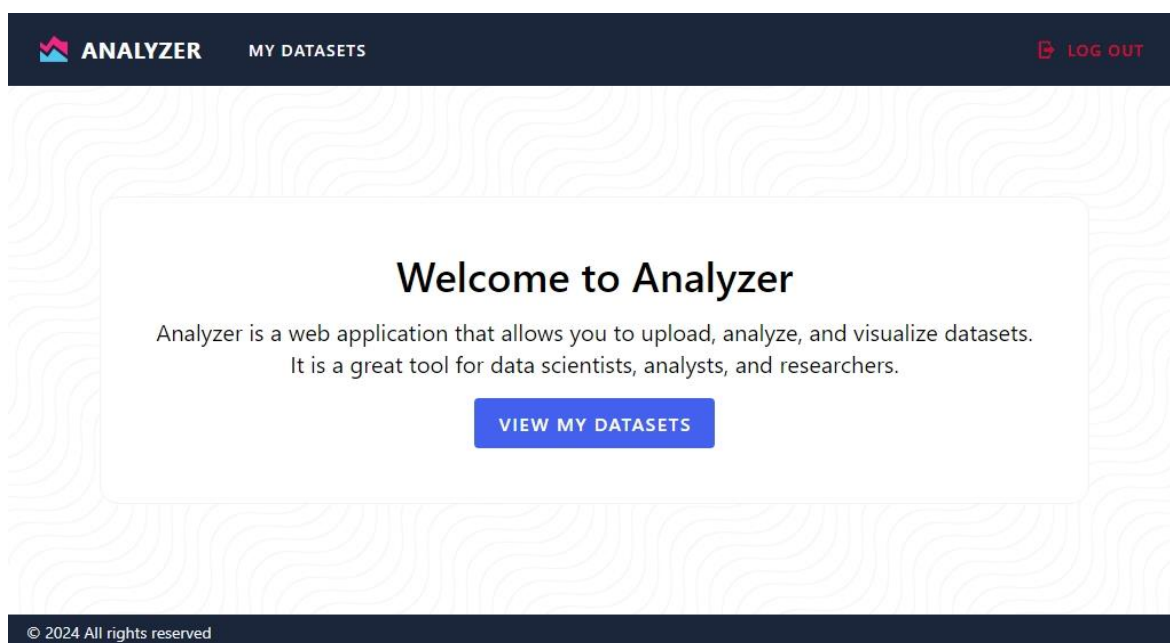 ANALYZER MY DATASETS LOG OUT
Welcome to Analyzer
Analyzer is a web application that allows you to upload, analyze, and visualize datasets.
It is a great tool for data scientists, analysts, and researchers.
VIEW MY DATASETS
© 2024 All rights reserved